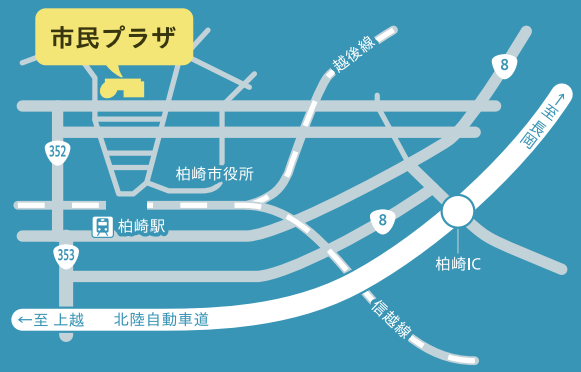 市民プラザ
越後線
8
→至 長岡
352
柏崎市役所
柏崎駅
8
353
柏崎IC
信越線
←至 上越
北陸自動車道